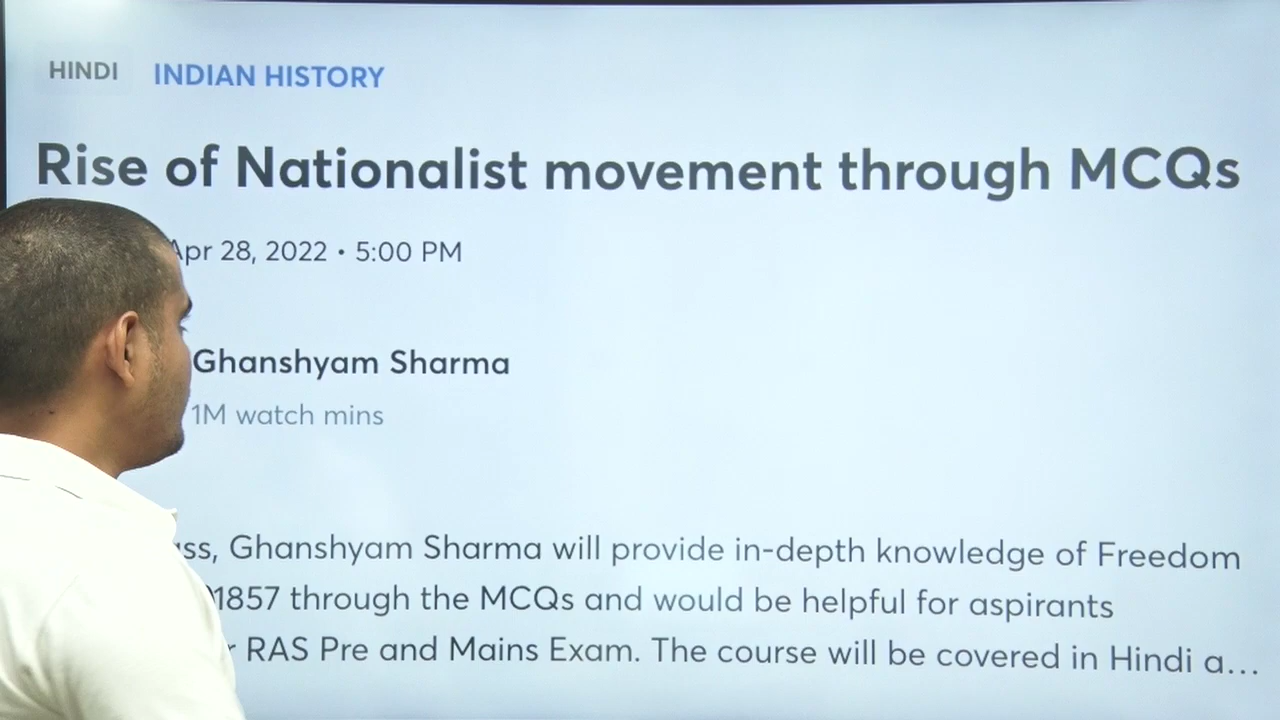 HINDI INDIAN HISTORY
Rise of Nationalist movement through MCQs
Apr 28, 2022 • 5:00 PM
Ghanshyam Sharma
1M watch mins
Ghanshyam Sharma will provide in-depth knowledge of Freedom
1857 through the MCQs and would be helpful for aspirants
RAS Pre and Mains Exam. The course will be covered in Hindi a...